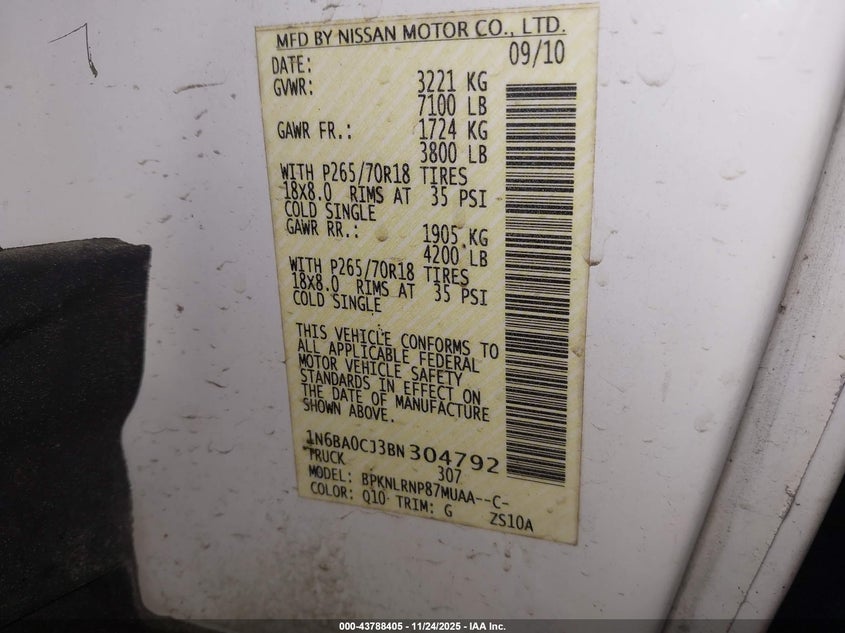 MFD BY NISSAN MOTOR CO., LTD.
DATE: 09/10
GVWR: 3221 KG
7100 LB
GAWR FR.: 1724 KG
3800 LB
WITH P265/70R18 TIRES
18X8.0 RIMS AT 35 PSI
COLD SINGLE
GAWR RR.: 1905 KG
4200 LB
WITH P265/70R18 TIRES
18X8.0 RIMS AT 35 PSI
COLD SINGLE
THIS VEHICLE CONFORMS TO
ALL APPLICABLE FEDERAL
MOTOR VEHICLE SAFETY
STANDARDS IN EFFECT ON
THE DATE OF MANUFACTURE
SHOWN ABOVE.
1N6BA0CJ3BN304792
TRUCK 307
MODEL: BPKNLRNP87MUAA--C-
COLOR: Q10 TRIM: G ZS10A
000-43788405 - 11/24/2025 - IAA Inc.